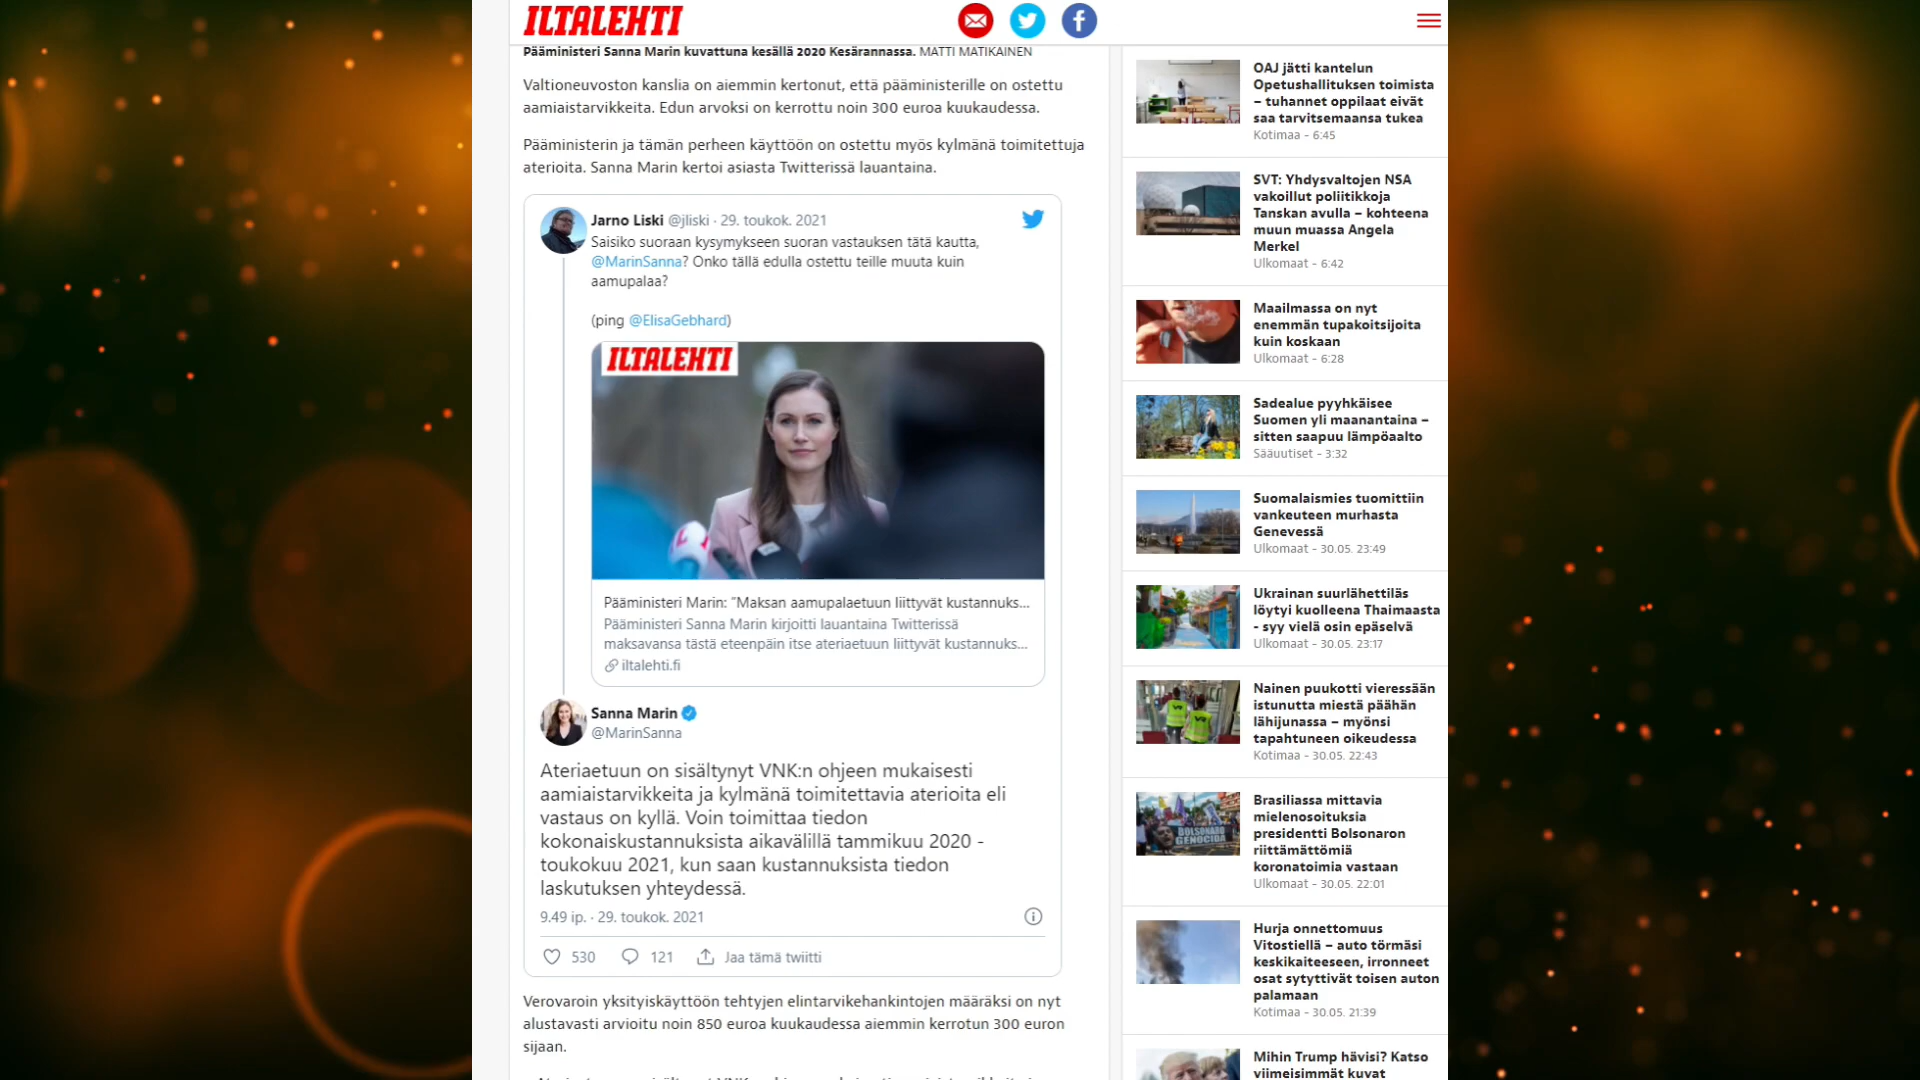 ILTALEHTI
Pääministeri Sanna Marin kuvattuna kesällä 2020 Kesärannassa. MATTI MATIKAINEN
Valtioneuvoston kanslia on aiemmin kertonut, että pääministerille on ostettu
aamiaistarvikkeita. Edun arvoksi on kerrottu noin 300 euroa kuukaudessa.
Pääministerin ja tämän perheen käyttöön on ostettu myös kylmänä toimitettuja
aterioita. Sanna Marin kertoi asiasta Twitterissä lauantaina.
Jarno Liski @jliski · 29. toukok. 2021
Saisiko suoraan kysymykseen suoran vastauksen tätä kautta,
@MarinSanna? Onko tällä edulla ostettu teille muuta kuin
aamupalaa?
(ping @ElisaGebhard)
ILTALEHTI
Pääministeri Marin: ”Maksan aamupalaetuun liittyvät kustannuks...
Pääministeri Sanna Marin kirjoitti lauantaina Twitterissä
maksavansa tästä eteenpäin itse ateriaetuun liittyvät kustannuks...
iltalehti.fi
Sanna Marin
@MarinSanna
Ateriaetuun on sisältynyt VNK:n ohjeen mukaisesti
aamiaistarvikkeita ja kylmänä toimitettavia aterioita eli
vastaus on kyllä. Voin toimittaa tiedon
kokonaiskustannuksista aikavälillä tammikuu 2020 -
toukokuu 2021, kun saan kustannuksista tiedon
laskutuksen yhteydessä.
9.49 ip. · 29. toukok. 2021
530 121 Jaa tämä twiitti
Verovaroin yksityiskäyttöön tehtyjen elintarvikehankintojen määräksi on nyt
alustavasti arvioitu noin 850 euroa kuukaudessa aiemmin kerrotun 300 euron
sijaan.
OAJ jätti kantelun
Opetushallituksen toimista
– tuhannet oppilaat eivät
saa tarvitsemaansa tukea
Kotimaa - 6:45
SVT: Yhdysvaltojen NSA
vakoillut poliitikkoja
Tanskan avulla – kohteena
muun muassa Angela
Merkel
Ulkomaat - 6:42
Maailmassa on nyt
enemmän tupakoitsijoita
kuin koskaan
Ulkomaat - 6:28
Sadealue pyyhkäisee
Suomen yli maanantaina –
sitten saapuu lämpöaalto
Sääuutiset - 3:32
Suomalaismies tuomittiin
vankeuteen murhasta
Genevessä
Ulkomaat - 30.05. 23:49
Ukrainan suurlähettiläs
löytyi kuolleena Thaimaasta
- syy vielä osin epäselvä
Ulkomaat - 30.05. 23:17
Nainen puukotti vieressään
istunutta miestä päähän
lähijunassa – myönsi
tapahtuneen oikeudessa
Kotimaa - 30.05. 22:43
BOLSONARO
GENOCIDA
Brasiliassa mittavia
mielenosoituksia
presidentti Bolsonaron
riittämättömiä
koronatoimia vastaan
Ulkomaat - 30.05. 22:01
Hurja onnettomuus
Vitostiellä – auto törmäsi
keskikaiteeseen, irronneet
osat sytyttivät toisen auton
palamaan
Kotimaa - 30.05. 21:39
Mihin Trump hävisi? Katso
viimeisimmät kuvat